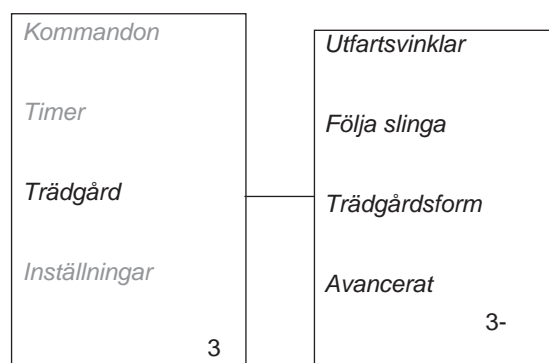 Kommandon
Timer
Trädgård
Inställningar
3
Utfartsvinklar
Följa slinga
Trädgårdsform
Avancerat
3-